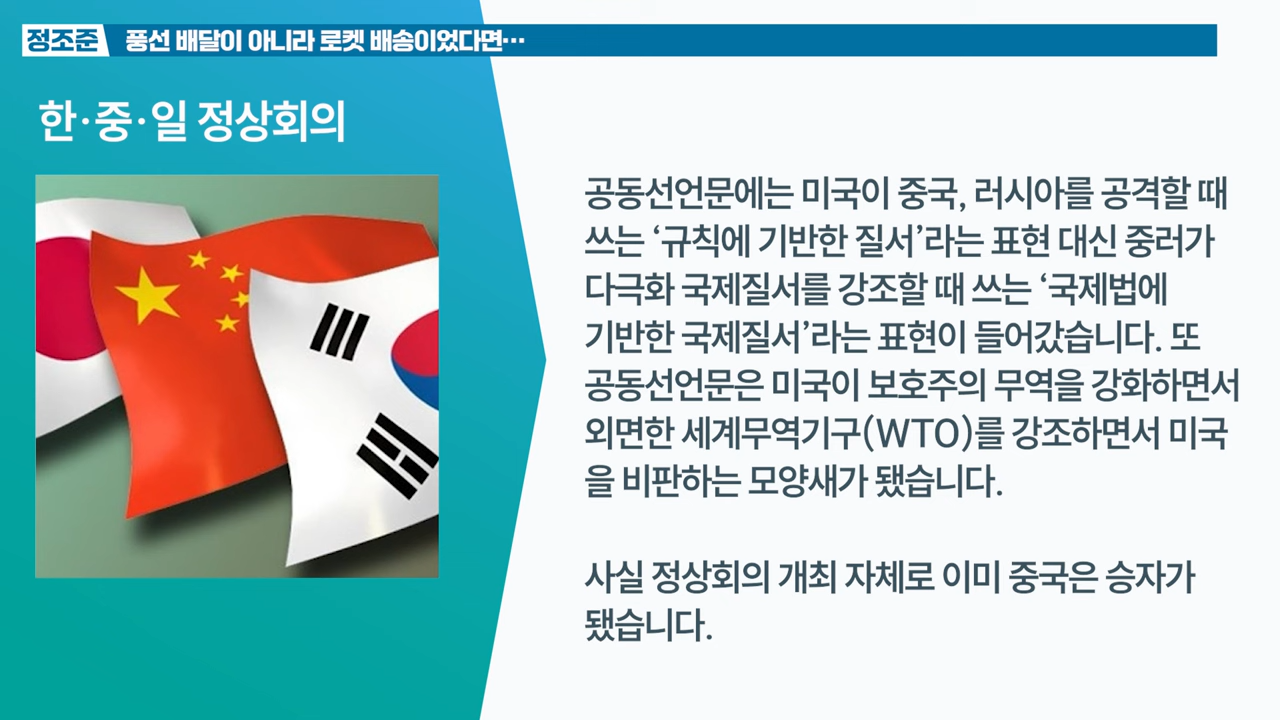 정조준 풍선 배달이 아니라 로켓 배송이었다면…
한·중·일 정상회의
공동선언문에는 미국이 중국, 러시아를 공격할 때
쓰는 ‘규칙에 기반한 질서’라는 표현 대신 중러가
다극화 국제질서를 강조할 때 쓰는 ‘국제법에
기반한 국제질서’라는 표현이 들어갔습니다. 또
공동선언문은 미국이 보호주의 무역을 강화하면서
외면한 세계무역기구(WTO)를 강조하면서 미국
을 비판하는 모양새가 됐습니다.
사실 정상회의 개최 자체로 이미 중국은 승자가
됐습니다.